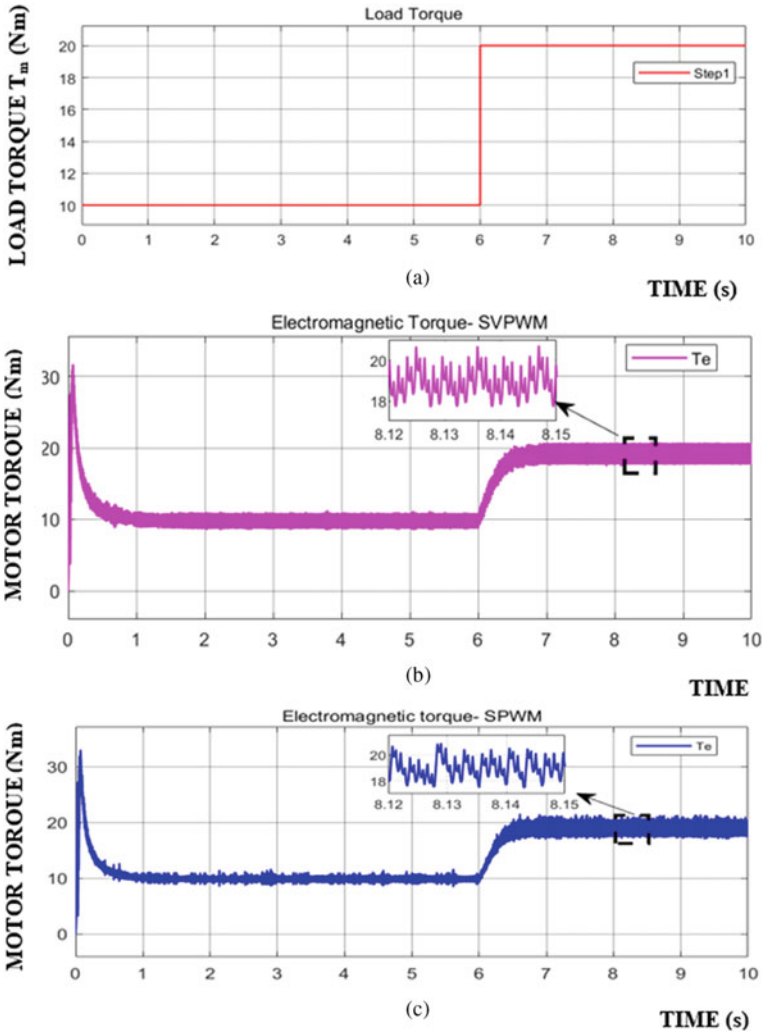 Load Torque
LOAD TORQUE Tm (Nm)
20
18
16
14
12
10
Step1
0 1 2 3 4 5 6 7 8 9 10
(a)
TIME (s)
Electromagnetic Torque- SVPWM
MOTOR TORQUE (Nm)
30
20
10
0
20
18
8.12 8.13 8.14 8.15
Te
0 1 2 3 4 5 6 7 8 9 10
(b)
TIME
Electromagnetic torque- SPWM
MOTOR TORQUE (Nm)
30
20
10
0
20
18
8.12 8.13 8.14 8.15
Te
0 1 2 3 4 5 6 7 8 9 10
(c)
TIME (s)